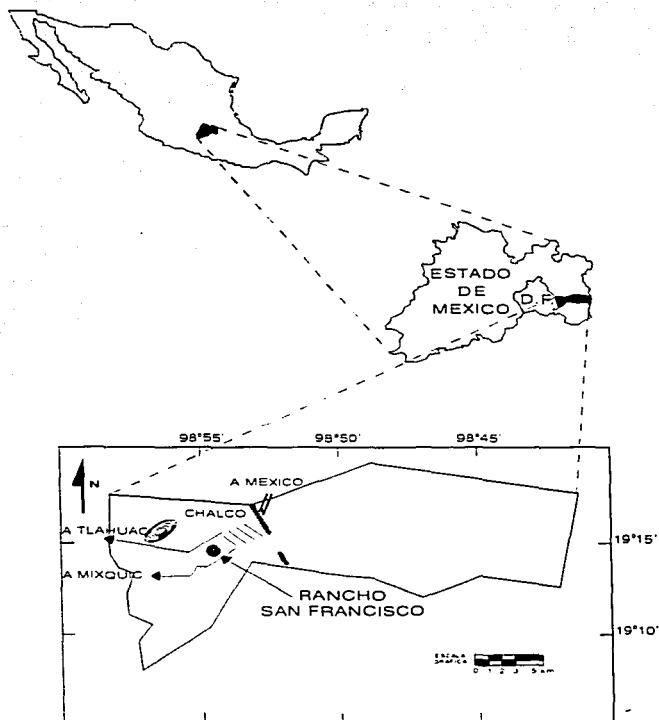 ESTADO
DE
MEXICO
D.F.
98°55'
98°50'
98°45'
N
A MEXICO
CHALCO
A TLAHUAC
19°15'
A MIXQUIC
RANCHO
SAN FRANCISCO
19°10'
ESCALA
GRAFICA
0 1 2 3 5 km